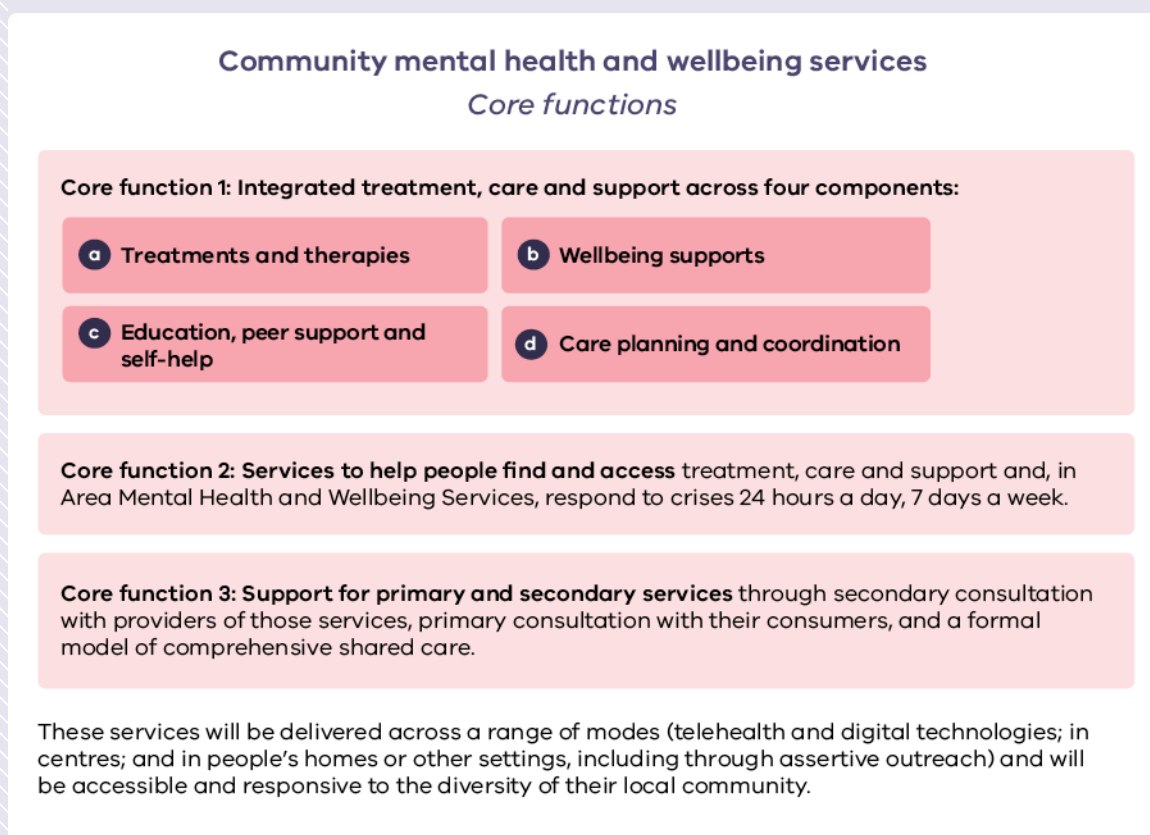 Community mental health and wellbeing services
Core functions
Core function 1: Integrated treatment, care and support across four components:
a Treatments and therapies
b Wellbeing supports
c Education, peer support and
self-help
d Care planning and coordination
Core function 2: Services to help people find and access treatment, care and support and, in
Area Mental Health and Wellbeing Services, respond to crises 24 hours a day, 7 days a week.
Core function 3: Support for primary and secondary services through secondary consultation
with providers of those services, primary consultation with their consumers, and a formal
model of comprehensive shared care.
These services will be delivered across a range of modes (telehealth and digital technologies; in
centres; and in people’s homes or other settings, including through assertive outreach) and will
be accessible and responsive to the diversity of their local community.